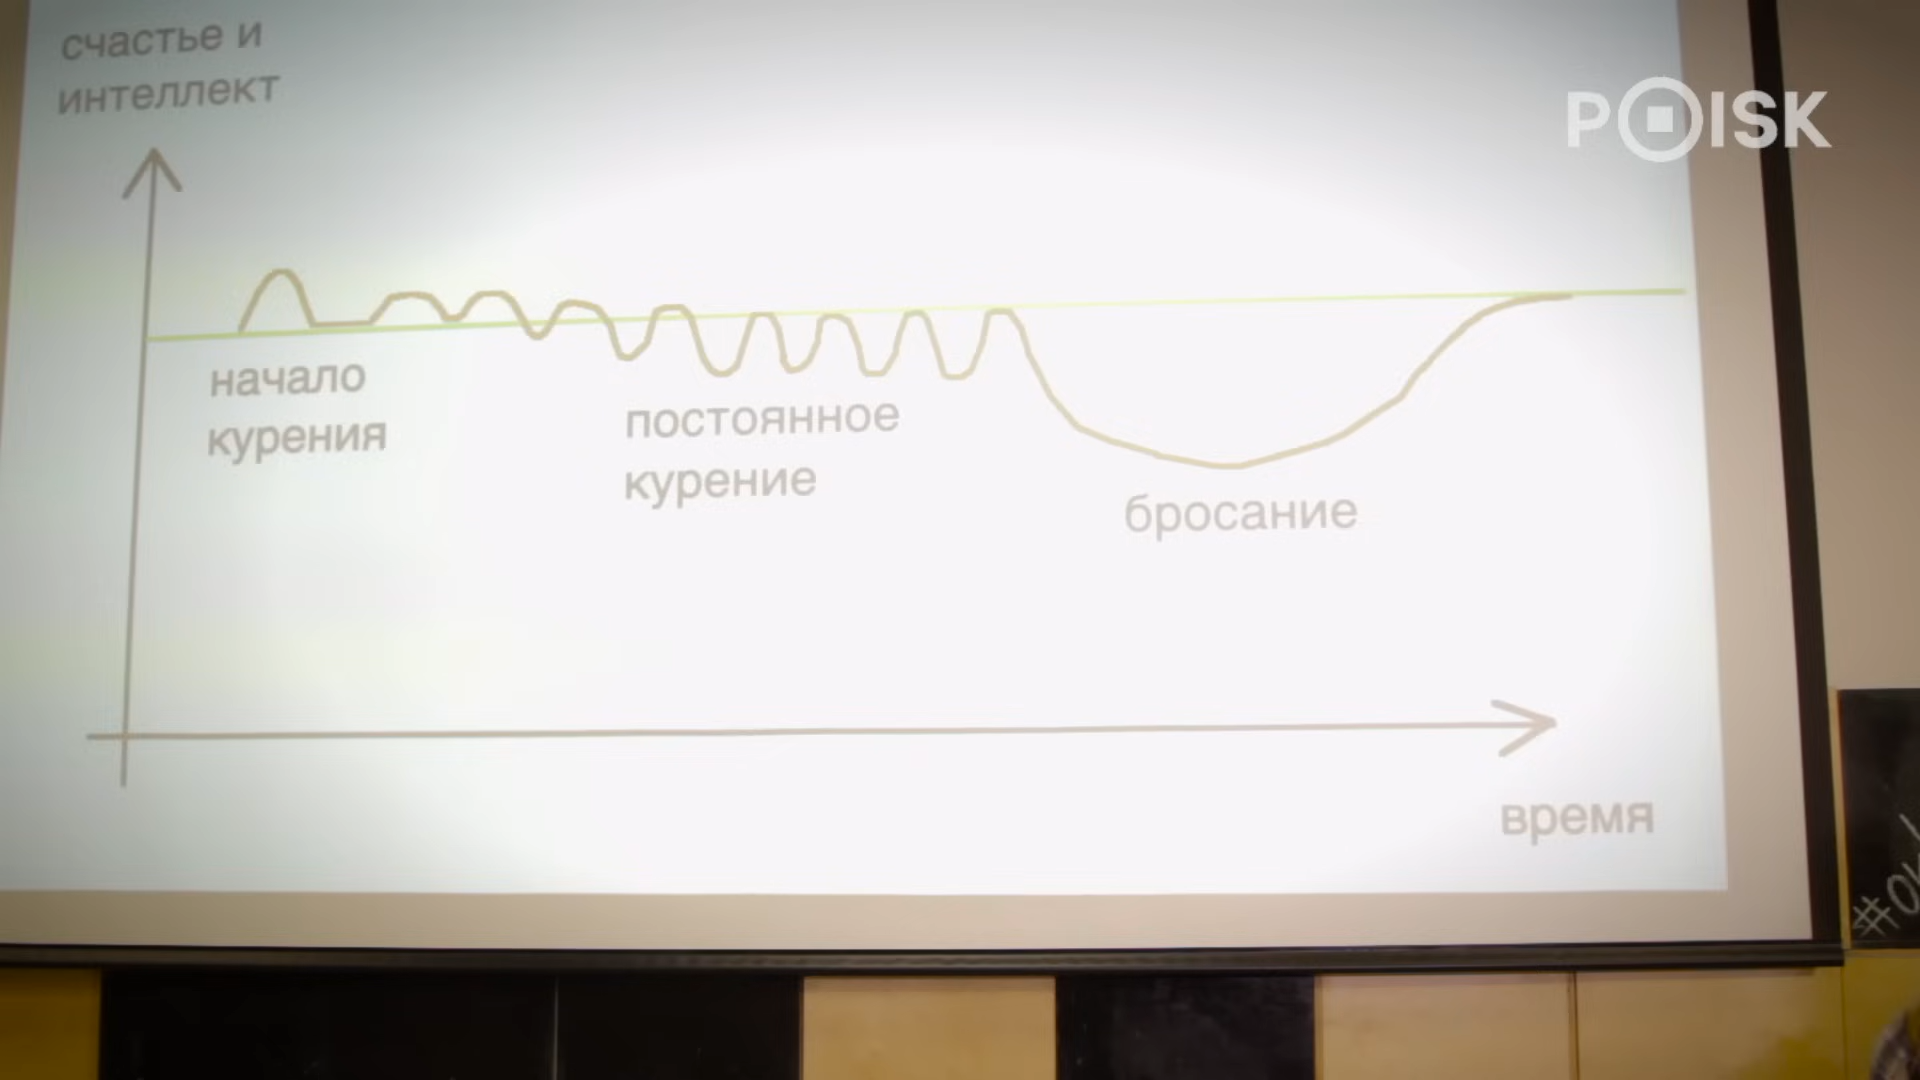 счастье и
интеллект
POISK
начало
курения
постоянное
курение
бросание
время